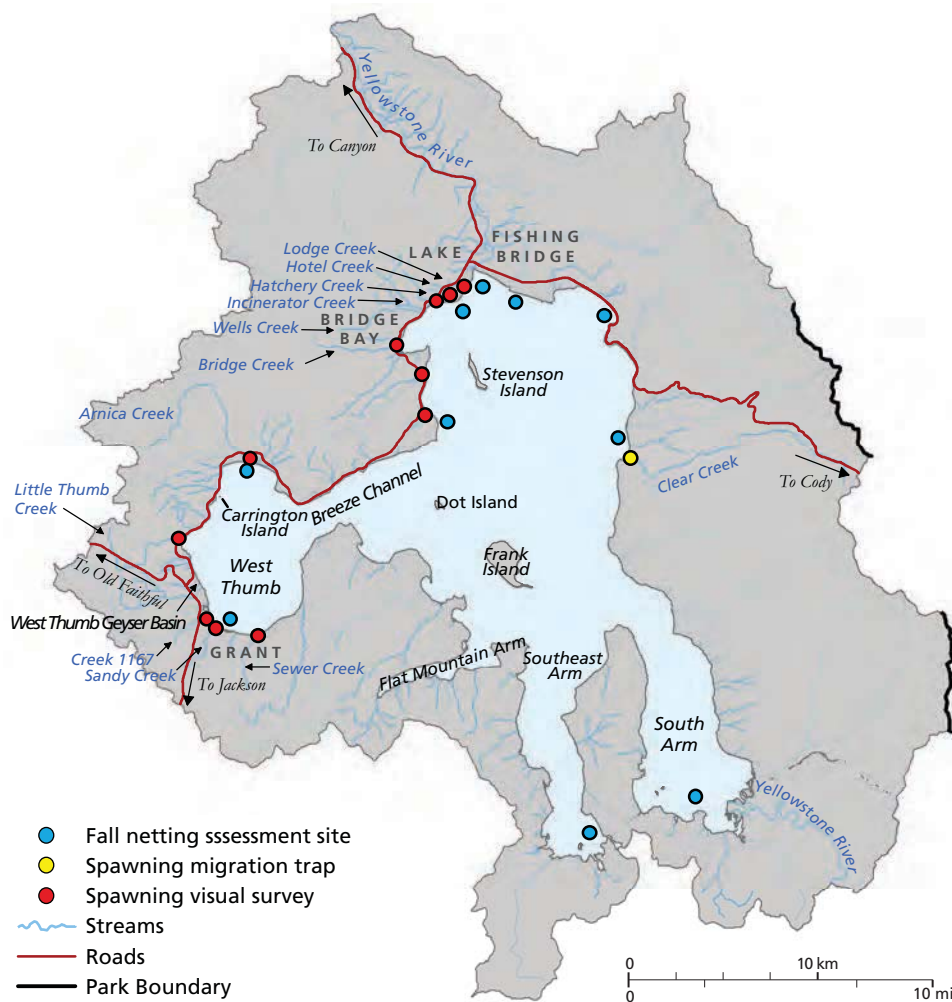 Yellowstone River
To Canyon
FISHING
BRIDGE
LAKE
Lodge Creek
Hotel Creek
Hatchery Creek
Incinerator Creek
Wells Creek
BRIDGE
BAY
Bridge Creek
Stevenson
Island
Arnica Creek
Clear Creek
To Cody
Little Thumb
Creek
Carrington
Island
Breeze Channel
Dot Island
Frank
Island
West
Thumb
To Old Faithful
West Thumb Geyser Basin
Creek 1167
Sandy Creek
GRANT
Sewer Creek
To Jackson
Flat Mountain Arm
Southeast
Arm
South
Arm
Yellowstone River
Fall netting sssessment site
Spawning migration trap
Spawning visual survey
Streams
Roads
Park Boundary
0 10 km
0 10 mi